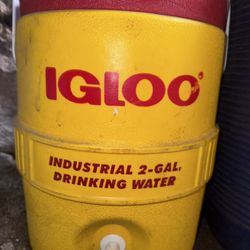 IGLOO
INDUSTRIAL 2-GAL.
DRINKING WATER